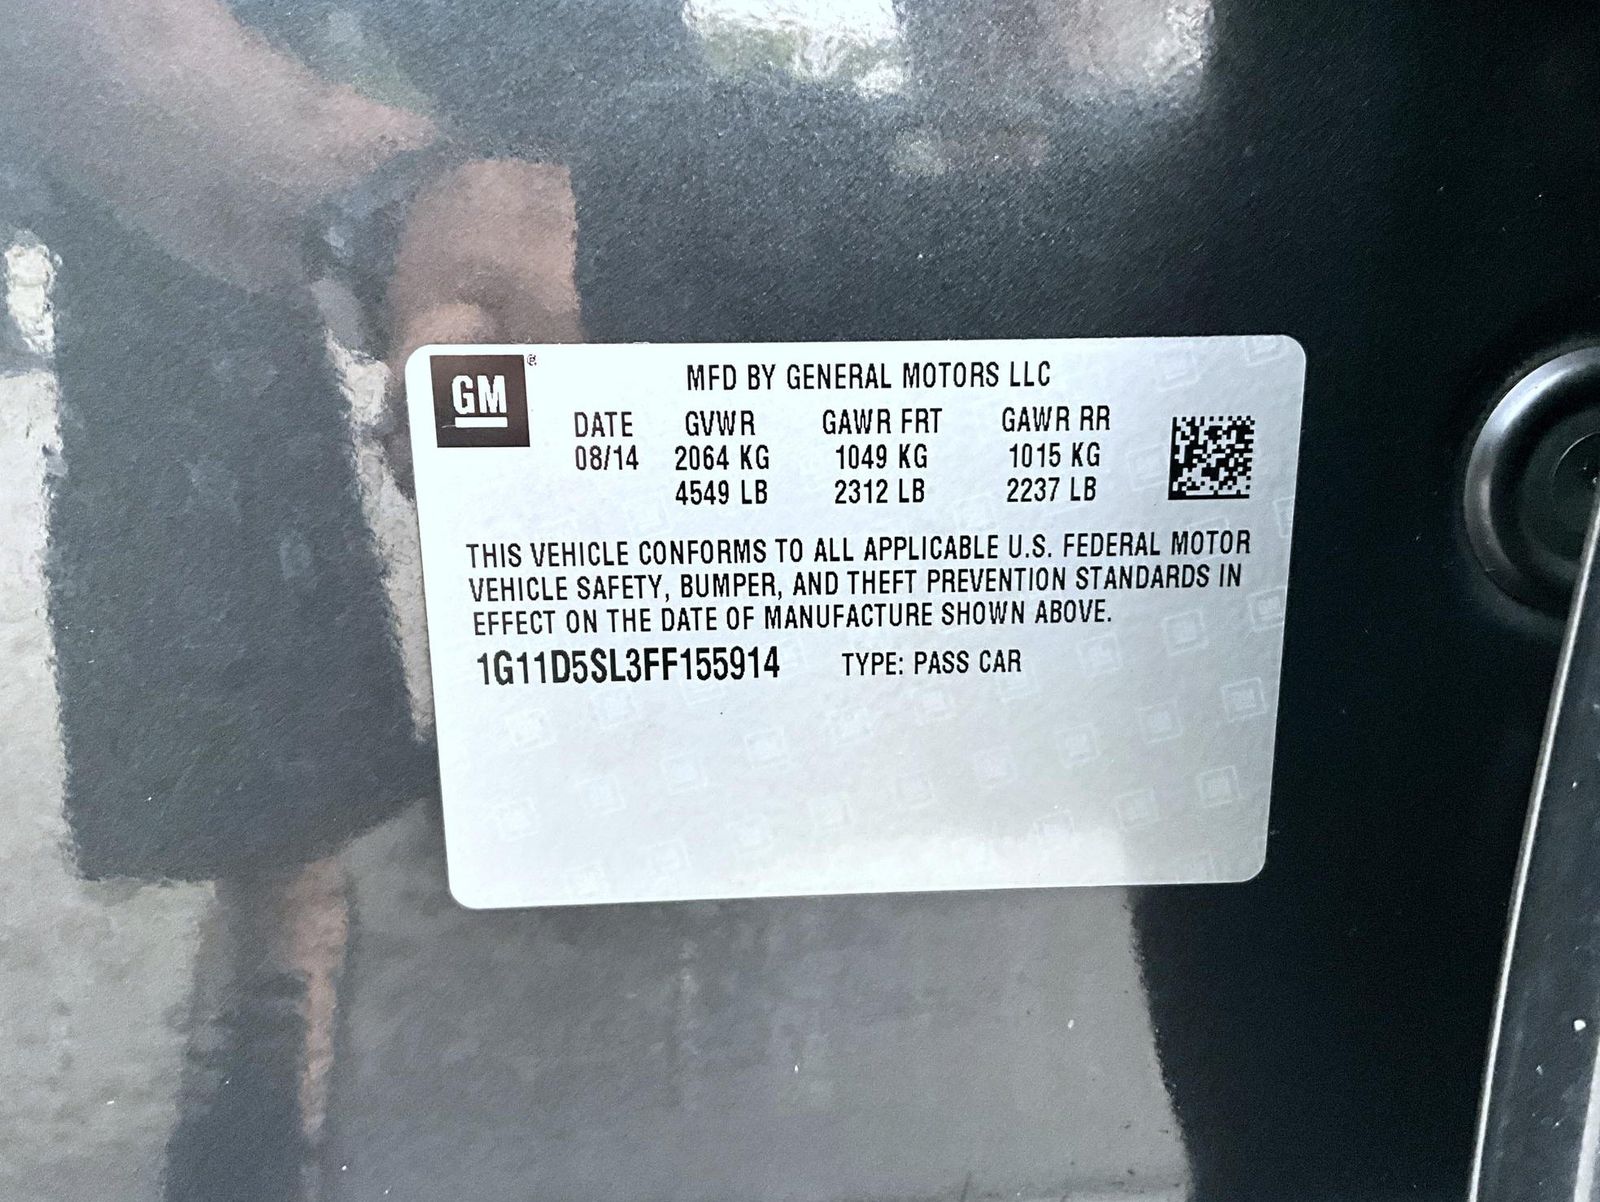 GM
MFD BY GENERAL MOTORS LLC
DATE GVWR GAWR FRT GAWR RR
08/14 2064 KG 1049 KG 1015 KG
4549 LB 2312 LB 2237 LB
THIS VEHICLE CONFORMS TO ALL APPLICABLE U.S. FEDERAL MOTOR
VEHICLE SAFETY, BUMPER, AND THEFT PREVENTION STANDARDS IN
EFFECT ON THE DATE OF MANUFACTURE SHOWN ABOVE.
1G11D5SL3FF155914 TYPE: PASS CAR